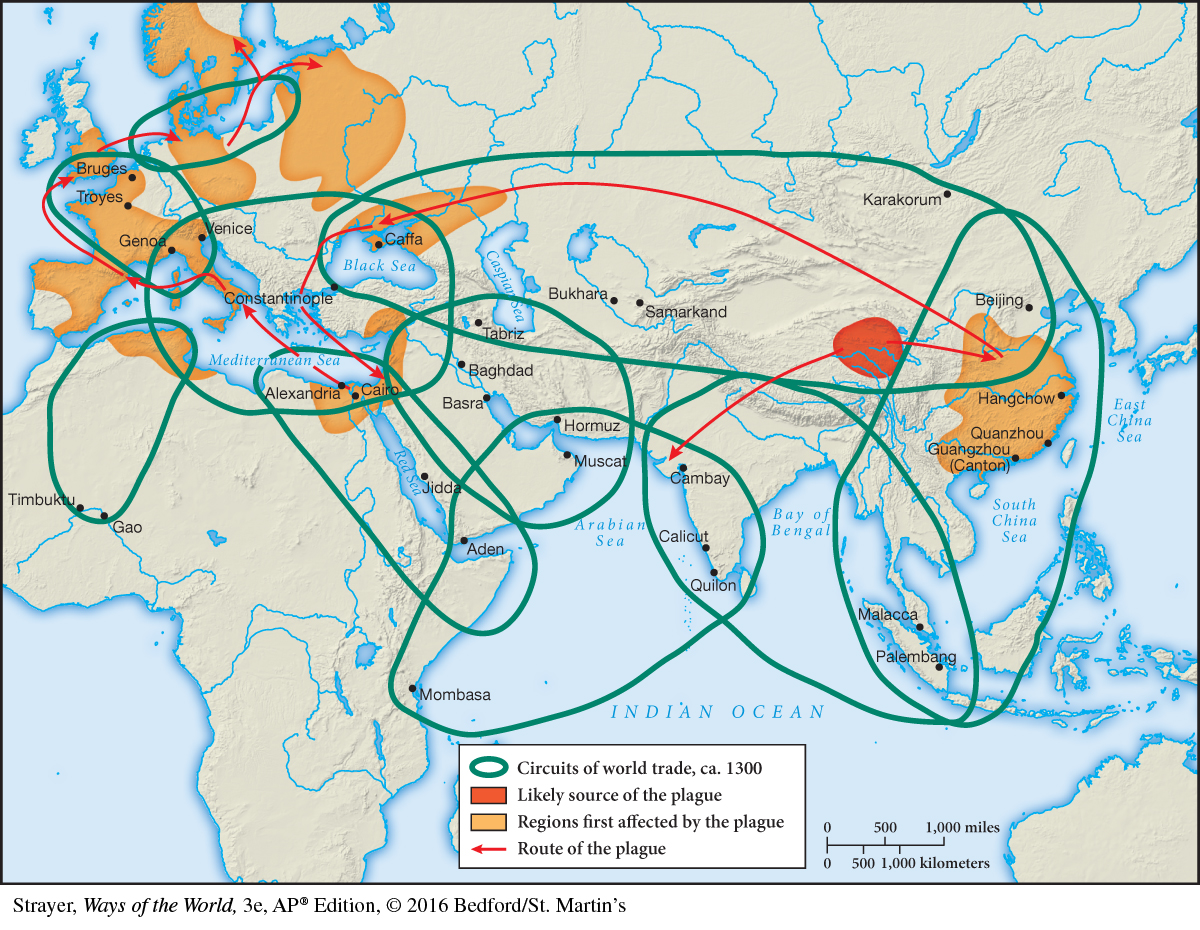 Bruges
Troyes
Genoa
Venice
Caffa
Black Sea
Constantinople
Caspian Sea
Karakorum
Bukhara
Samarkand
Beijing
Tabriz
Mediterranean Sea
Baghdad
Alexandria
Cairo
Basra
Hangchow
East
China
Sea
Hormuz
Quanzhou
Guangzhou
(Canton)
Muscat
Cambay
Red Sea
Jidda
Timbuktu
Gao
Arabian
Sea
Bay of
Bengal
South
China
Sea
Calicut
Aden
Quilon
Malacca
Palembang
Mombasa
INDIAN OCEAN
Circuits of world trade, ca. 1300
Likely source of the plague
Regions first affected by the plague
Route of the plague
0 500 1,000 miles
0 500 1,000 kilometers
Strayer, Ways of the World, 3e, AP® Edition, © 2016 Bedford/St. Martin's